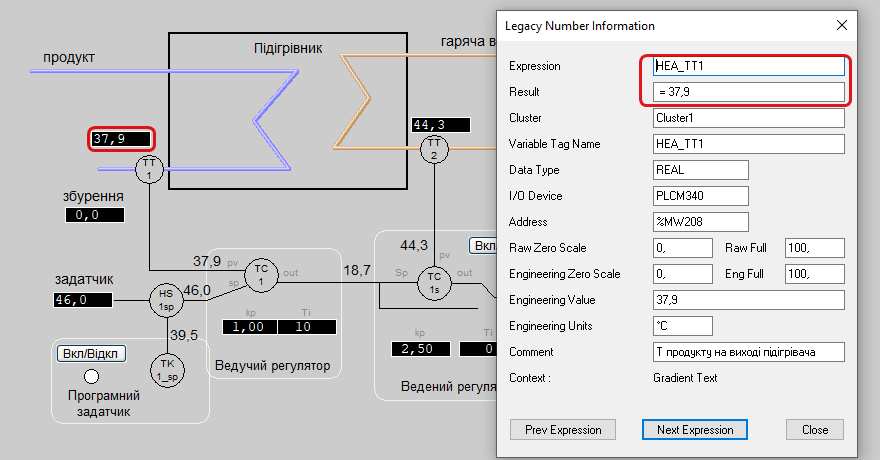 продукт
Підігрівник
гаряча в
37,9
44,3
TT
1
TT
2
збурення
0,0
37,9
pv
sp
TC
1
out
18,7
44,3
pv
Sp
TC
1s
out
Вкл
задатчик
46,0
HS
1sp
46,0
kp
Ti
1,00
10
39,5
kp
Ti
2,50
0
Вкл/Відкл
TK
1_sp
Ведучий регулятор
Ведений регуля
Програмний
задатчик
Legacy Number Information
Expression HEA_TT1
Result = 37,9
Cluster Cluster1
Variable Tag Name HEA_TT1
Data Type REAL
I/O Device PLCM340
Address %MW208
Raw Zero Scale 0, Raw Full 100,
Engineering Zero Scale 0, Eng Full 100,
Engineering Value 37,9
Engineering Units °C
Comment Т продукту на виході підігрівача
Context : Gradient Text
Prev Expression Next Expression Close